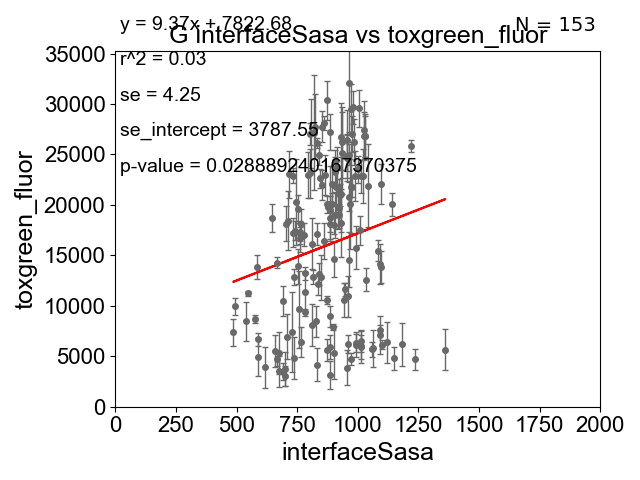 y = 9.37x + 7822.68
N = 153
G interfaceSasa vs toxgreen_fluor
r^2 = 0.03
se = 4.25
se_intercept = 3787.55
p-value = 0.028889240167370375
toxgreen_fluor
35000
30000
25000
20000
15000
10000
5000
0
0 250 500 750 1000 1250 1500 1750 2000
interfaceSasa